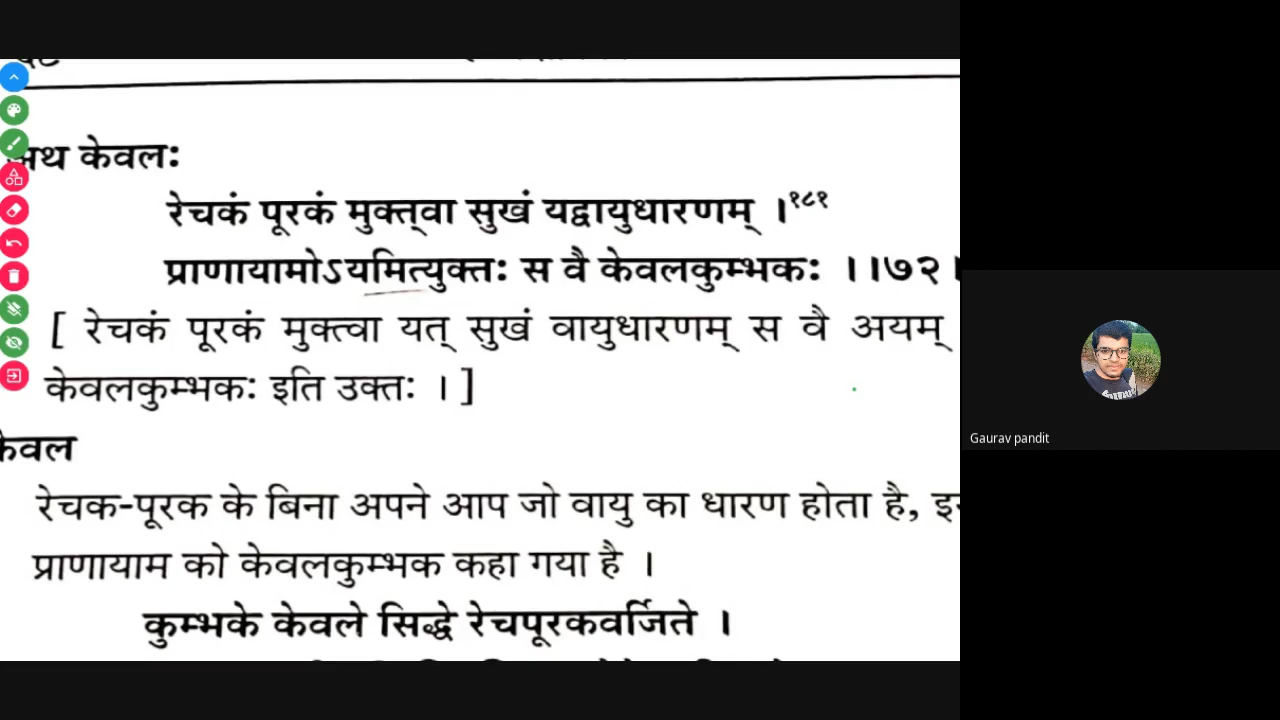 अथ केवलः
रेचकं पूरकं मुक्त्वा सुखं यद्वायुधारणम् ।१८१
प्राणायामोऽयमित्युक्तः स वै केवलकुम्भकः ।।७२।
[ रेचकं पूरकं मुक्त्वा यत् सुखं वायुधारणम् स वै अयम्
केवलकुम्भकः इति उक्तः । ]
केवल
रेचक-पूरक के बिना अपने आप जो वायु का धारण होता है,
प्राणायाम को केवलकुम्भक कहा गया है ।
कुम्भके केवले सिद्धे रेचपूरकवर्जिते ।
Gaurav pandit